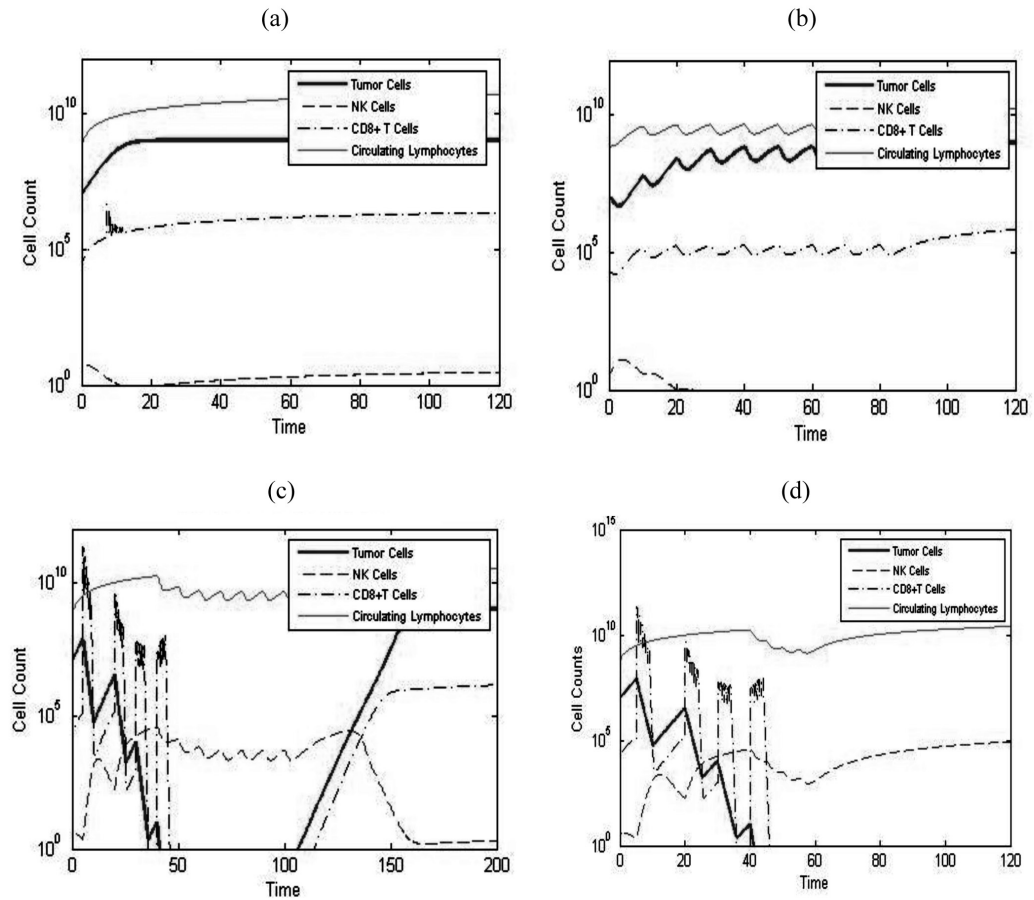 (a)
Cell Count
10^10
10^5
10^0
0 20 40 60 80 100 120
Time
Tumor Cells
NK Cells
CD8+ T Cells
Circulating Lymphocytes
(b)
Cell Count
10^10
10^5
10^0
0 20 40 60 80 100 120
Time
Tumor Cells
NK Cells
CD8+ T Cells
Circulating Lymphocytes
(c)
Cell Count
10^10
10^5
10^0
0 50 100 150 200
Time
Tumor Cells
NK Cells
CD8+T Cells
Circulating Lymphocytes
(d)
Cell Counts
10^15
10^10
10^5
10^0
0 20 40 60 80 100 120
Time
Tumor Cells
NK Cells
CD8+T Cells
Circulating Lymphocytes